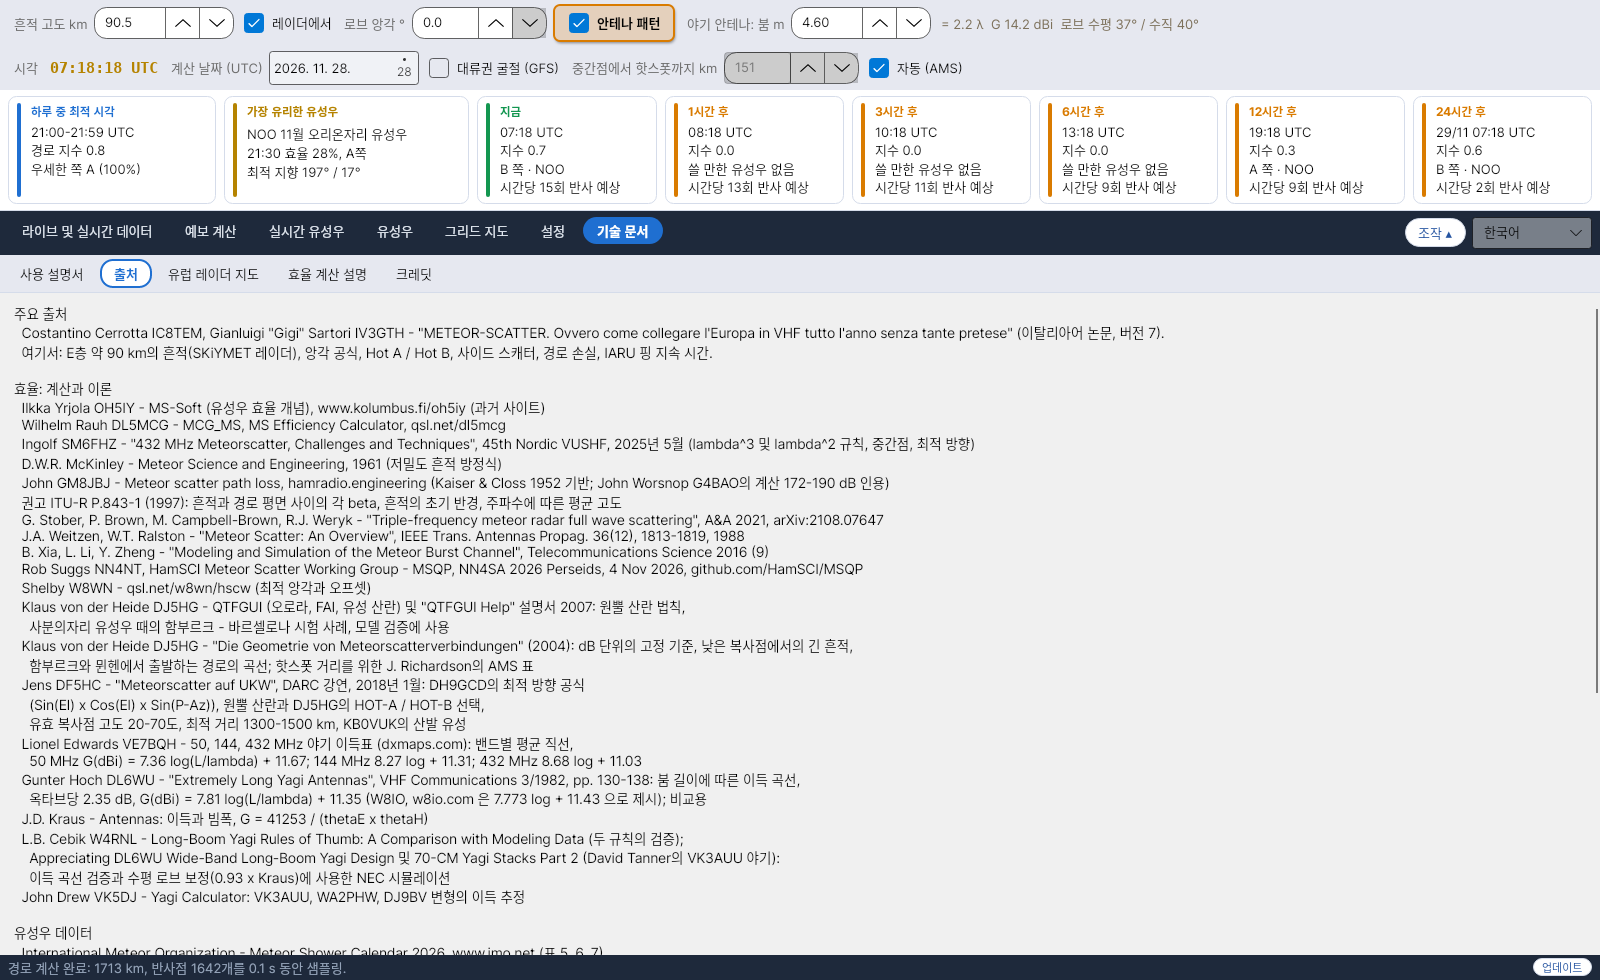 흔적 고도 km 90.5 레이더에서 로브 앙각 ° 0.0 안테나 패턴 야기 안테나: 붐 m 4.60 = 2.2 λ G 14.2 dBi 로브 수평 37° / 수직 40°
시각 07:18:18 UTC 계산 날짜 (UTC) 2026. 11. 28. 28 대류권 굴절 (GFS) 중간점에서 핫스폿까지 km 151 자동 (AMS)
하루 중 최적 시각
21:00-21:59 UTC
경로 지수 0.8
우세한 쪽 A (100%)
가장 유리한 유성우
NOO 11월 오리온자리 유성우
21:30 효율 28%, A쪽
최적 지향 197° / 17°
지금
07:18 UTC
지수 0.7
B 쪽 · NOO
시간당 15회 반사 예상
1시간 후
08:18 UTC
지수 0.0
쓸 만한 유성우 없음
시간당 13회 반사 예상
3시간 후
10:18 UTC
지수 0.0
쓸 만한 유성우 없음
시간당 11회 반사 예상
6시간 후
13:18 UTC
지수 0.0
쓸 만한 유성우 없음
시간당 9회 반사 예상
12시간 후
19:18 UTC
지수 0.3
A 쪽 · NOO
시간당 9회 반사 예상
24시간 후
29/11 07:18 UTC
지수 0.6
B 쪽 · NOO
시간당 2회 반사 예상
라이브 및 실시간 데이터 예보 계산 실시간 유성우 유성우 그리드 지도 설정 기술 문서 조작 ▴ 한국어
사용 설명서 출처 유럽 레이더 지도 효율 계산 설명 크레딧
주요 출처
Costantino Cerrotta IC8TEM, Gianluigi "Gigi" Sartori IV3GTH - "METEOR-SCATTER. Ovvero come collegare l'Europa in VHF tutto l'anno senza tante pretese" (이탈리아어 논문, 버전 7).
여기서: E층 약 90 km의 흔적(SKiYMET 레이더), 앙각 공식, Hot A / Hot B, 사이드 스캐터, 경로 손실, IARU 핑 지속 시간.
효율: 계산과 이론
Ilkka Yrjola OH5IY - MS-Soft (유성우 효율 개념), www.kolumbus.fi/oh5iy (과거 사이트)
Wilhelm Rauh DL5MCG - MCG_MS, MS Efficiency Calculator, qsl.net/dl5mcg
Ingolf SM6FHZ - "432 MHz Meteorscatter, Challenges and Techniques", 45th Nordic VUSHF, 2025년 5월 (lambda^3 및 lambda^2 규칙, 중간점, 최적 방향)
D.W.R. McKinley - Meteor Science and Engineering, 1961 (저밀도 흔적 방정식)
John GM8JBJ - Meteor scatter path loss, hamradio.engineering (Kaiser & Closs 1952 기반; John Worsnop G4BAO의 계산 172-190 dB 인용)
권고 ITU-R P.843-1 (1997): 흔적과 경로 평면 사이의 각 beta, 흔적의 초기 반경, 주파수에 따른 평균 고도
G. Stober, P. Brown, M. Campbell-Brown, R.J. Weryk - "Triple-frequency meteor radar full wave scattering", A&A 2021, arXiv:2108.07647
J.A. Weitzen, W.T. Ralston - "Meteor Scatter: An Overview", IEEE Trans. Antennas Propag. 36(12), 1813-1819, 1988
B. Xia, L. Li, Y. Zheng - "Modeling and Simulation of the Meteor Burst Channel", Telecommunications Science 2016 (9)
Rob Suggs NN4NT, HamSCI Meteor Scatter Working Group - MSQP, NN4SA 2026 Perseids, 4 Nov 2026, github.com/HamSCI/MSQP
Shelby W8WN - qsl.net/w8wn/hscw (최적 앙각과 오프셋)
Klaus von der Heide DJ5HG - QTFGUI (오로라, FAI, 유성 산란) 및 "QTFGUI Help" 설명서 2007: 원뿔 산란 법칙,
사분의자리 유성우 때의 함부르크 - 바르셀로나 시험 사례, 모델 검증에 사용
Klaus von der Heide DJ5HG - "Die Geometrie von Meteorscatterverbindungen" (2004): dB 단위의 고정 기준, 낮은 복사점에서의 긴 흔적,
함부르크와 뮌헨에서 출발하는 경로의 곡선; 핫스폿 거리를 위한 J. Richardson의 AMS 표
Jens DF5HC - "Meteorscatter auf UKW", DARC 강연, 2018년 1월: DH9GCD의 최적 방향 공식
(Sin(El) x Cos(El) x Sin(P-Az)), 원뿔 산란과 DJ5HG의 HOT-A / HOT-B 선택,
유효 복사점 고도 20-70도, 최적 거리 1300-1500 km, KB0VUK의 산발 유성
Lionel Edwards VE7BQH - 50, 144, 432 MHz 야기 이득표 (dxmaps.com): 밴드별 평균 직선,
50 MHz G(dBi) = 7.36 log(L/lambda) + 11.67; 144 MHz 8.27 log + 11.31; 432 MHz 8.68 log + 11.03
Gunter Hoch DL6WU - "Extremely Long Yagi Antennas", VHF Communications 3/1982, pp. 130-138: 붐 길이에 따른 이득 곡선,
옥타브당 2.35 dB, G(dBi) = 7.81 log(L/lambda) + 11.35 (W8IO, w8io.com 은 7.773 log + 11.43 으로 제시); 비교용
J.D. Kraus - Antennas: 이득과 빔폭, G = 41253 / (thetaE x thetaH)
L.B. Cebik W4RNL - Long-Boom Yagi Rules of Thumb: A Comparison with Modeling Data (두 규칙의 검증);
Appreciating DL6WU Wide-Band Long-Boom Yagi Design 및 70-CM Yagi Stacks Part 2 (David Tanner의 VK3AUU 야기):
이득 곡선 검증과 수평 로브 보정(0.93 x Kraus)에 사용한 NEC 시뮬레이션
John Drew VK5DJ - Yagi Calculator: VK3AUU, WA2PHW, DJ9BV 변형의 이득 추정
유성우 데이터
International Meteor Organization - Meteor Shower Calendar 2026, www.imo.net (표 5, 6, 7)
경로 계산 완료: 1713 km, 반사점 1642개를 0.1 s 동안 샘플링. 업데이트